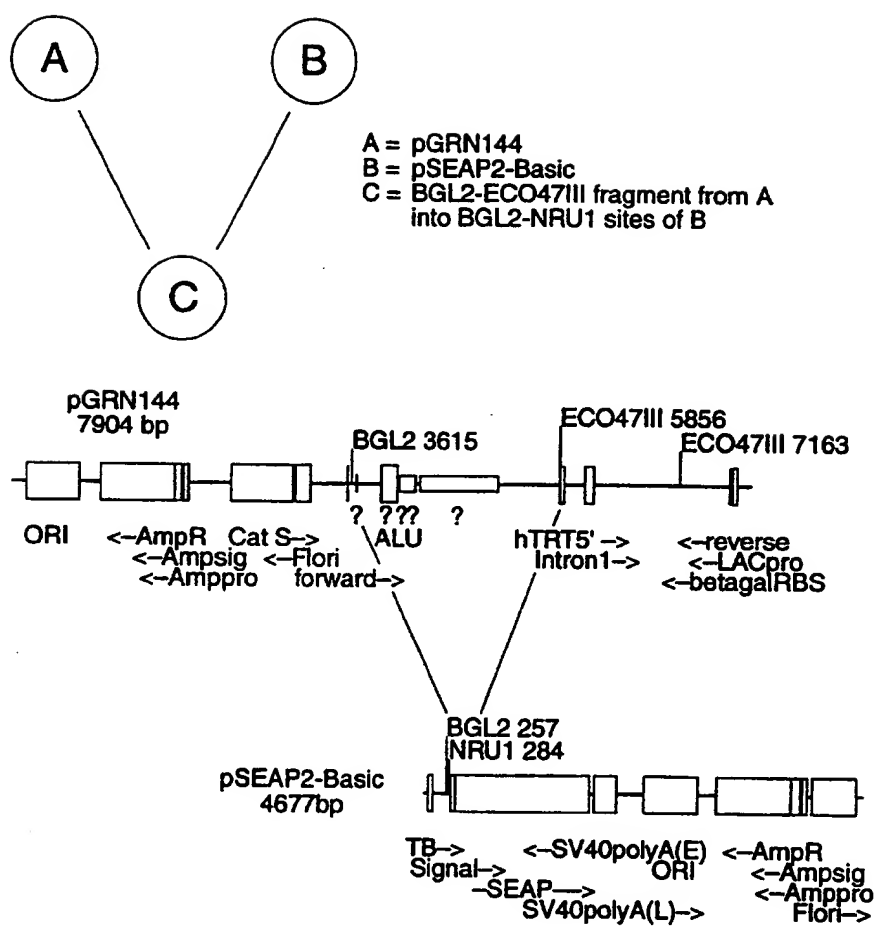 A
B
A = pGRN144
B = pSEAP2-Basic
C = BGL2-ECO47III fragment from A
into BGL2-NRU1 sites of B
C
pGRN144
7904 bp
BGL2 3615
ECO47III 5856
ECO47III 7163
? ? ?? ?
ORI <-AmpR Cat S-> ALU hTRT5' -> <-reverse
<-Ampsig <-Flori Intron1-> <-LACpro
<-Amppro forward-> <-betagalRBS
BGL2 257
NRU1 284
pSEAP2-Basic
4677bp
TB-> <-SV40polyA(E) <-AmpR
Signal-> ORI <-Ampsig
-SEAP-> <-Amppro
SV40polyA(L)-> Flori->